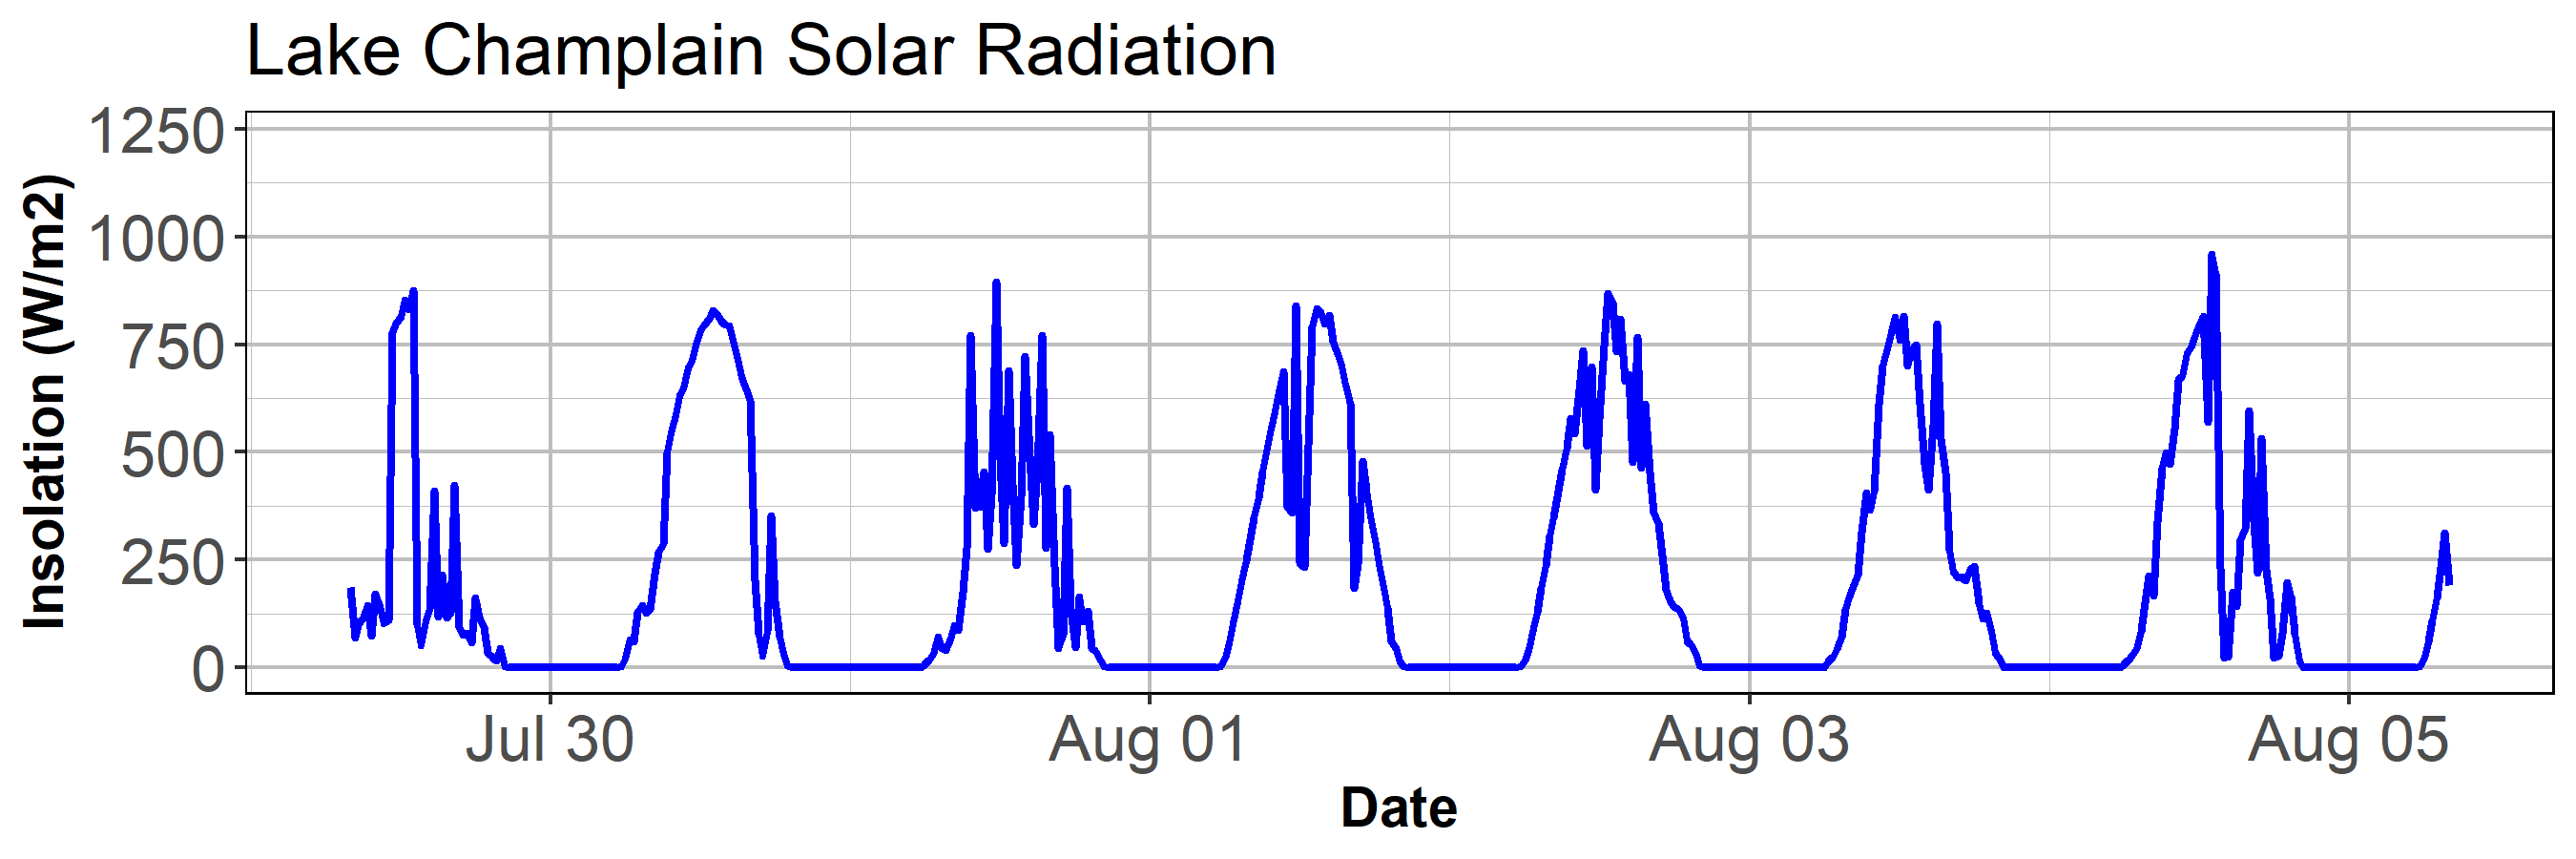 Lake Champlain Solar Radiation
Insolation (W/m2)
1250
1000
750
500
250
0
Jul 30 Aug 01 Aug 03 Aug 05
Date